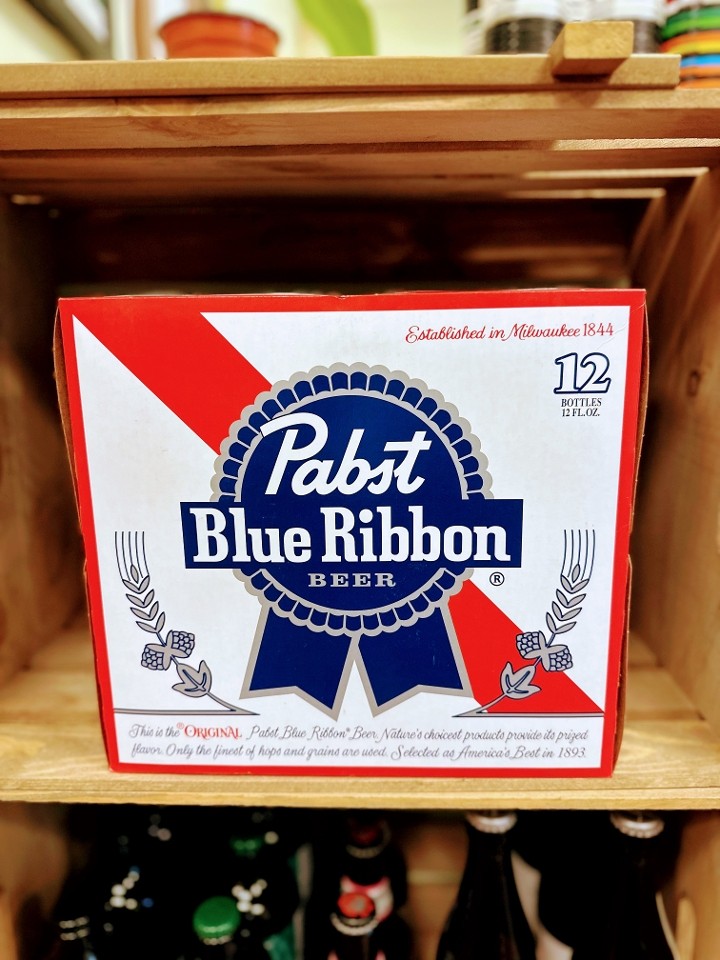 Established in Milwaukee 1844
12
BOTTLES
12 FL.OZ.
Pabst
Blue Ribbon
BEER
®
This is the ORIGINAL® Pabst Blue Ribbon® Beer. Nature's choicest products provide its prized
flavor. Only the finest of hops and grains are used. Selected as America's Best in 1893.